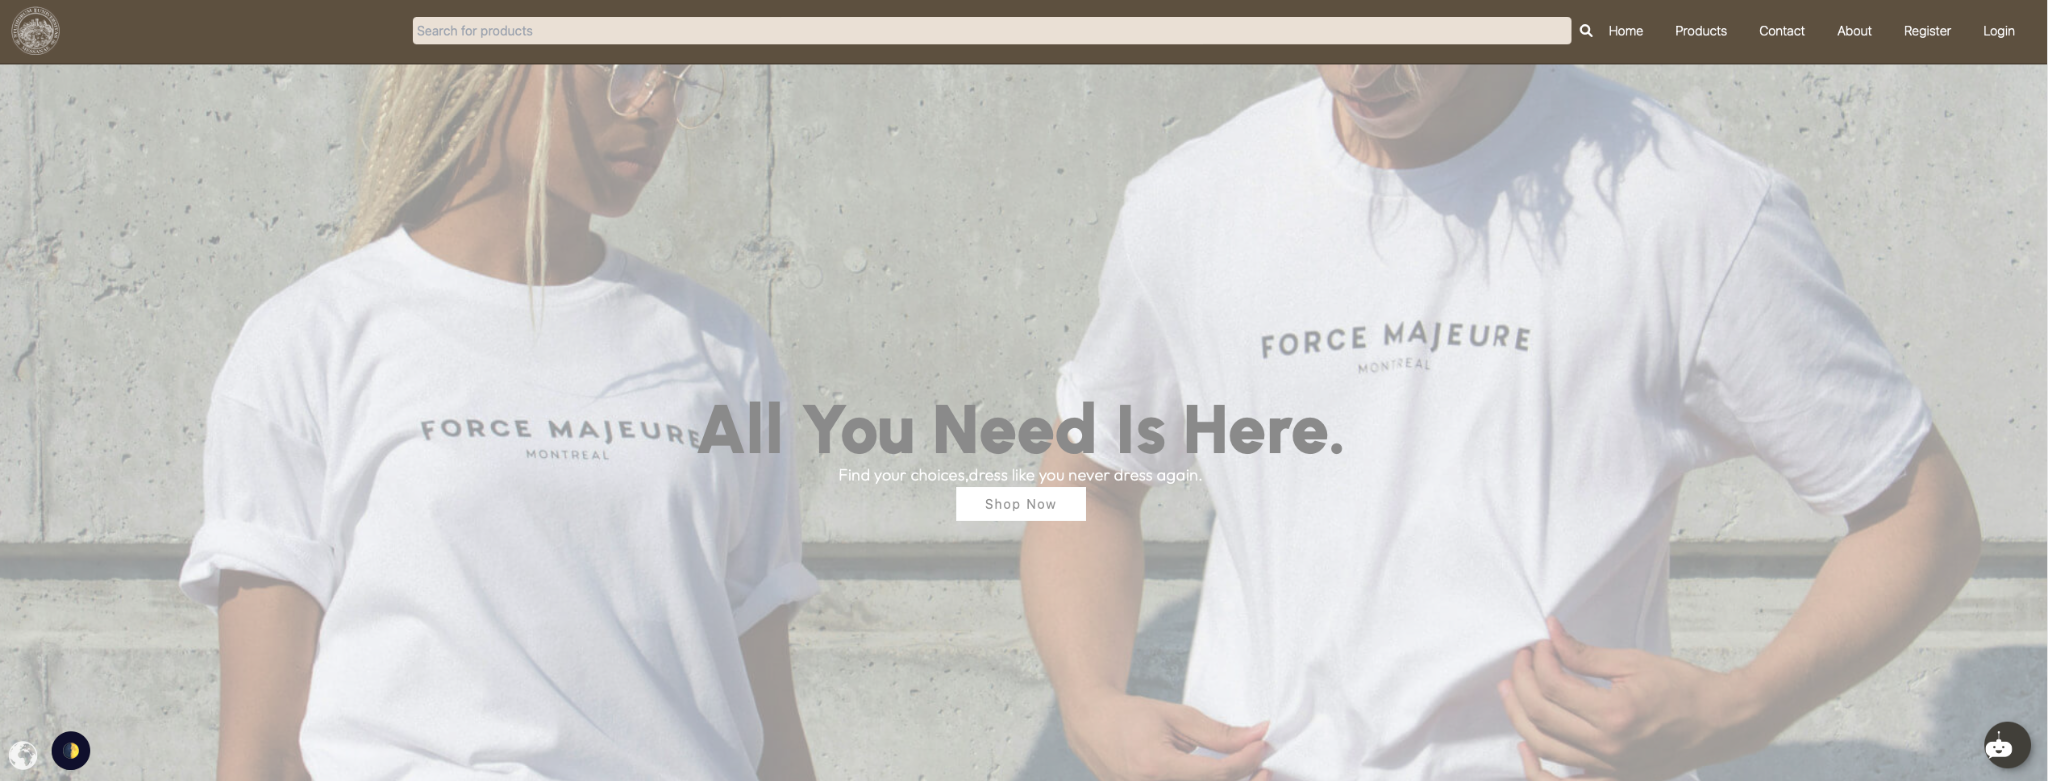 Search for products
Home Products Contact About Register Login
FORCE MAJEURE
MONTREAL
FORCE MAJEURE
MONTREAL
All You Need Is Here.
Find your choices,dress like you never dress again.
Shop Now